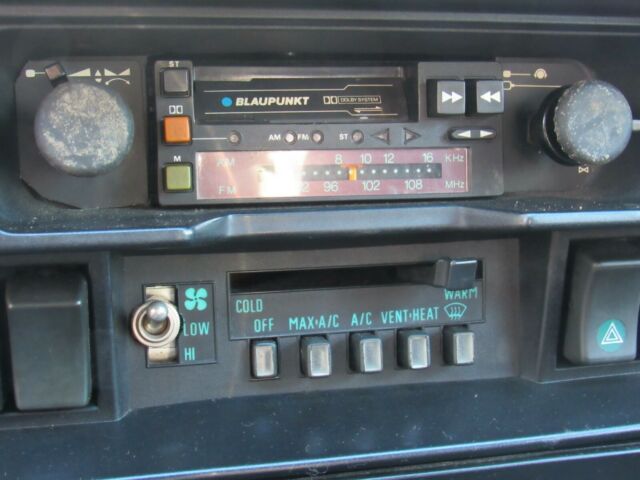 ST
BLAUPUNKT DOLBY SYSTEM
AM FM ST
M
AM 8 10 12 16 KHz
FM 96 102 108 MHz
COLD WARM
LOW
HI
OFF MAX·A/C A/C VENT·HEAT